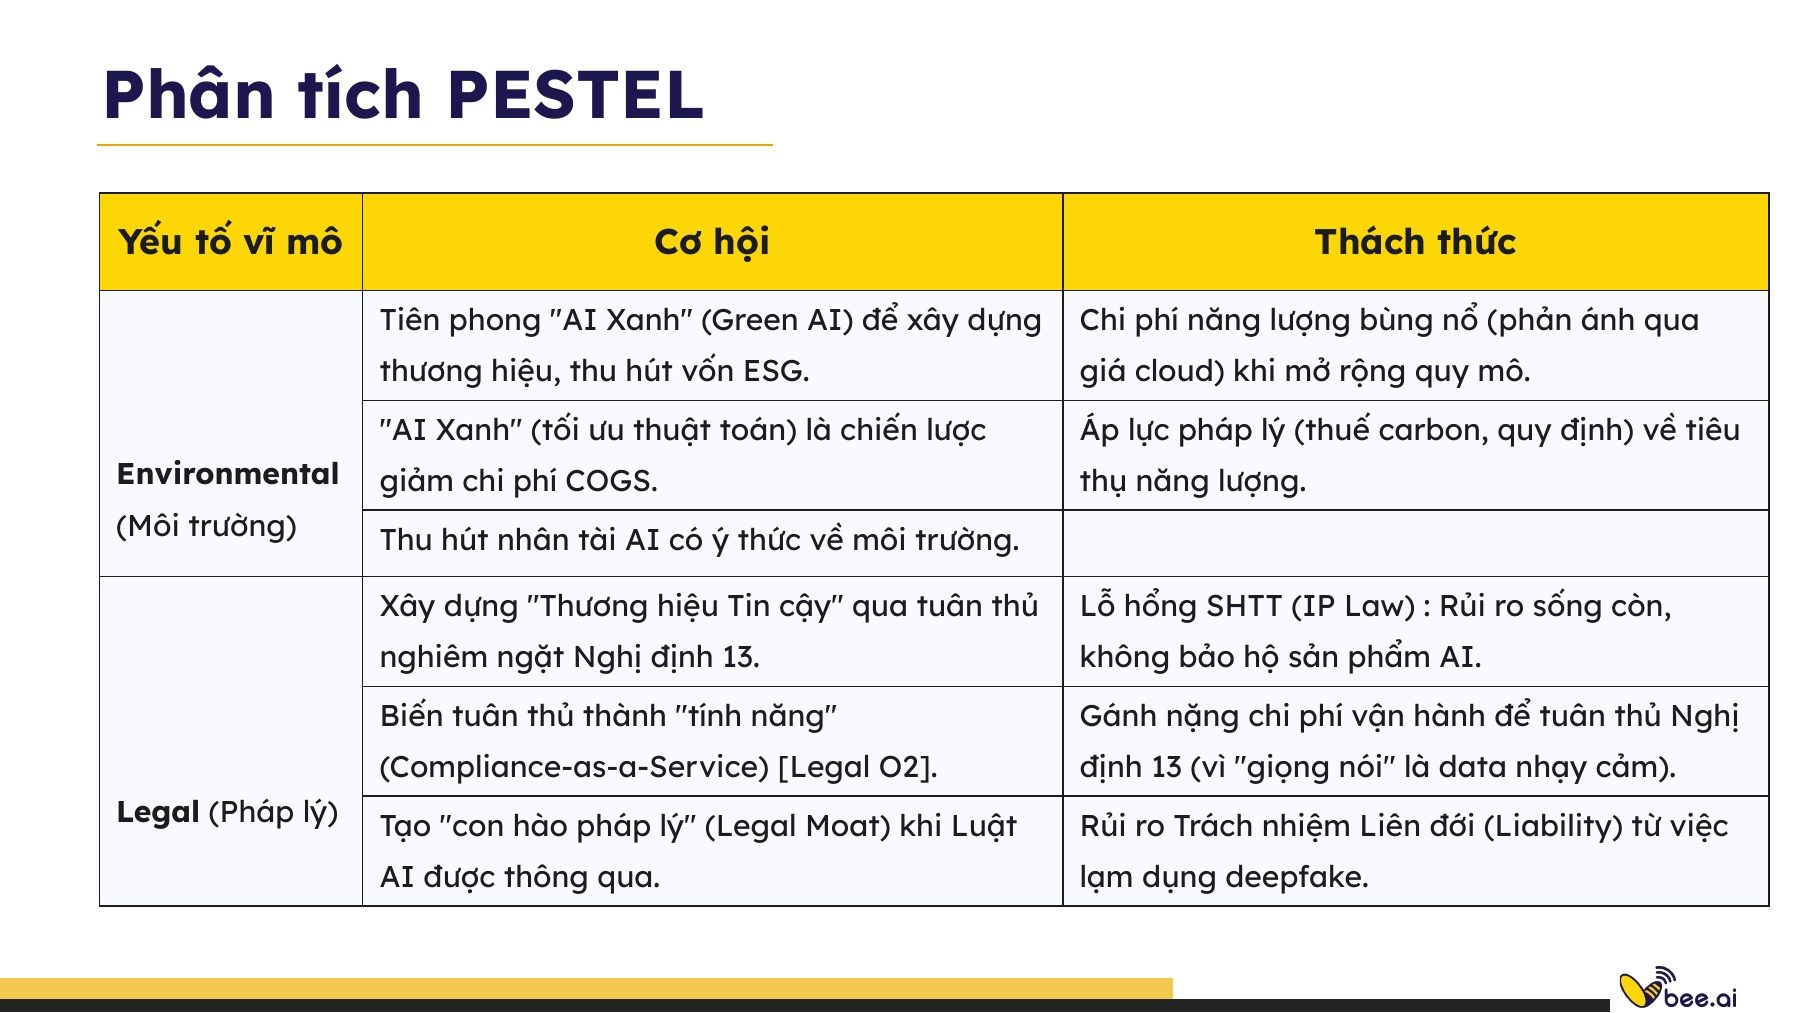 Phân tích PESTEL
Yếu tố vĩ mô
Cơ hội
Thách thức
Environmental
(Môi trường)
Tiên phong "AI Xanh" (Green AI) để xây dựng
thương hiệu, thu hút vốn ESG.
Chi phí năng lượng bùng nổ (phản ánh qua
giá cloud) khi mở rộng quy mô.
"AI Xanh" (tối ưu thuật toán) là chiến lược
giảm chi phí COGS.
Áp lực pháp lý (thuế carbon, quy định) về tiêu
thụ năng lượng.
Thu hút nhân tài AI có ý thức về môi trường.
Legal (Pháp lý)
Xây dựng "Thương hiệu Tin cậy" qua tuân thủ
nghiêm ngặt Nghị định 13.
Lỗ hổng SHTT (IP Law) : Rủi ro sống còn,
không bảo hộ sản phẩm AI.
Biến tuân thủ thành "tính năng"
(Compliance-as-a-Service) [Legal O2].
Gánh nặng chi phí vận hành để tuân thủ Nghị
định 13 (vì "giọng nói" là data nhạy cảm).
Tạo "con hào pháp lý" (Legal Moat) khi Luật
AI được thông qua.
Rủi ro Trách nhiệm Liên đới (Liability) từ việc
lạm dụng deepfake.
bee.ai